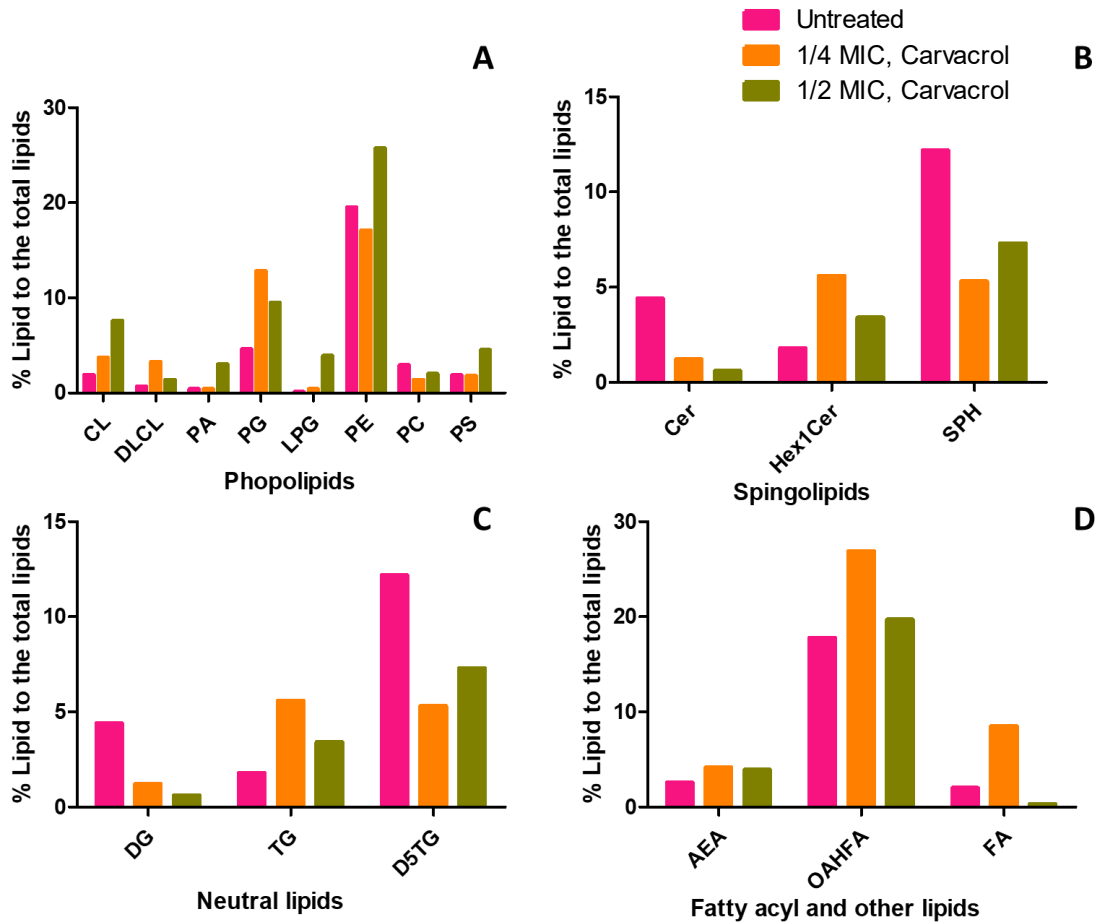 Untreated
1/4 MIC, Carvacrol
1/2 MIC, Carvacrol
A
% Lipid to the total lipids
30
20
10
0
CL
DLCL
PA
PG
LPG
PE
PC
PS
Phopolipids
B
% Lipid to the total lipids
15
10
5
0
Cer
Hex1Cer
SPH
Spingolipids
C
% Lipid to the total lipids
15
10
5
0
DG
TG
D5TG
Neutral lipids
D
% Lipid to the total lipids
30
20
10
0
AEA
OAHFA
FA
Fatty acyl and other lipids